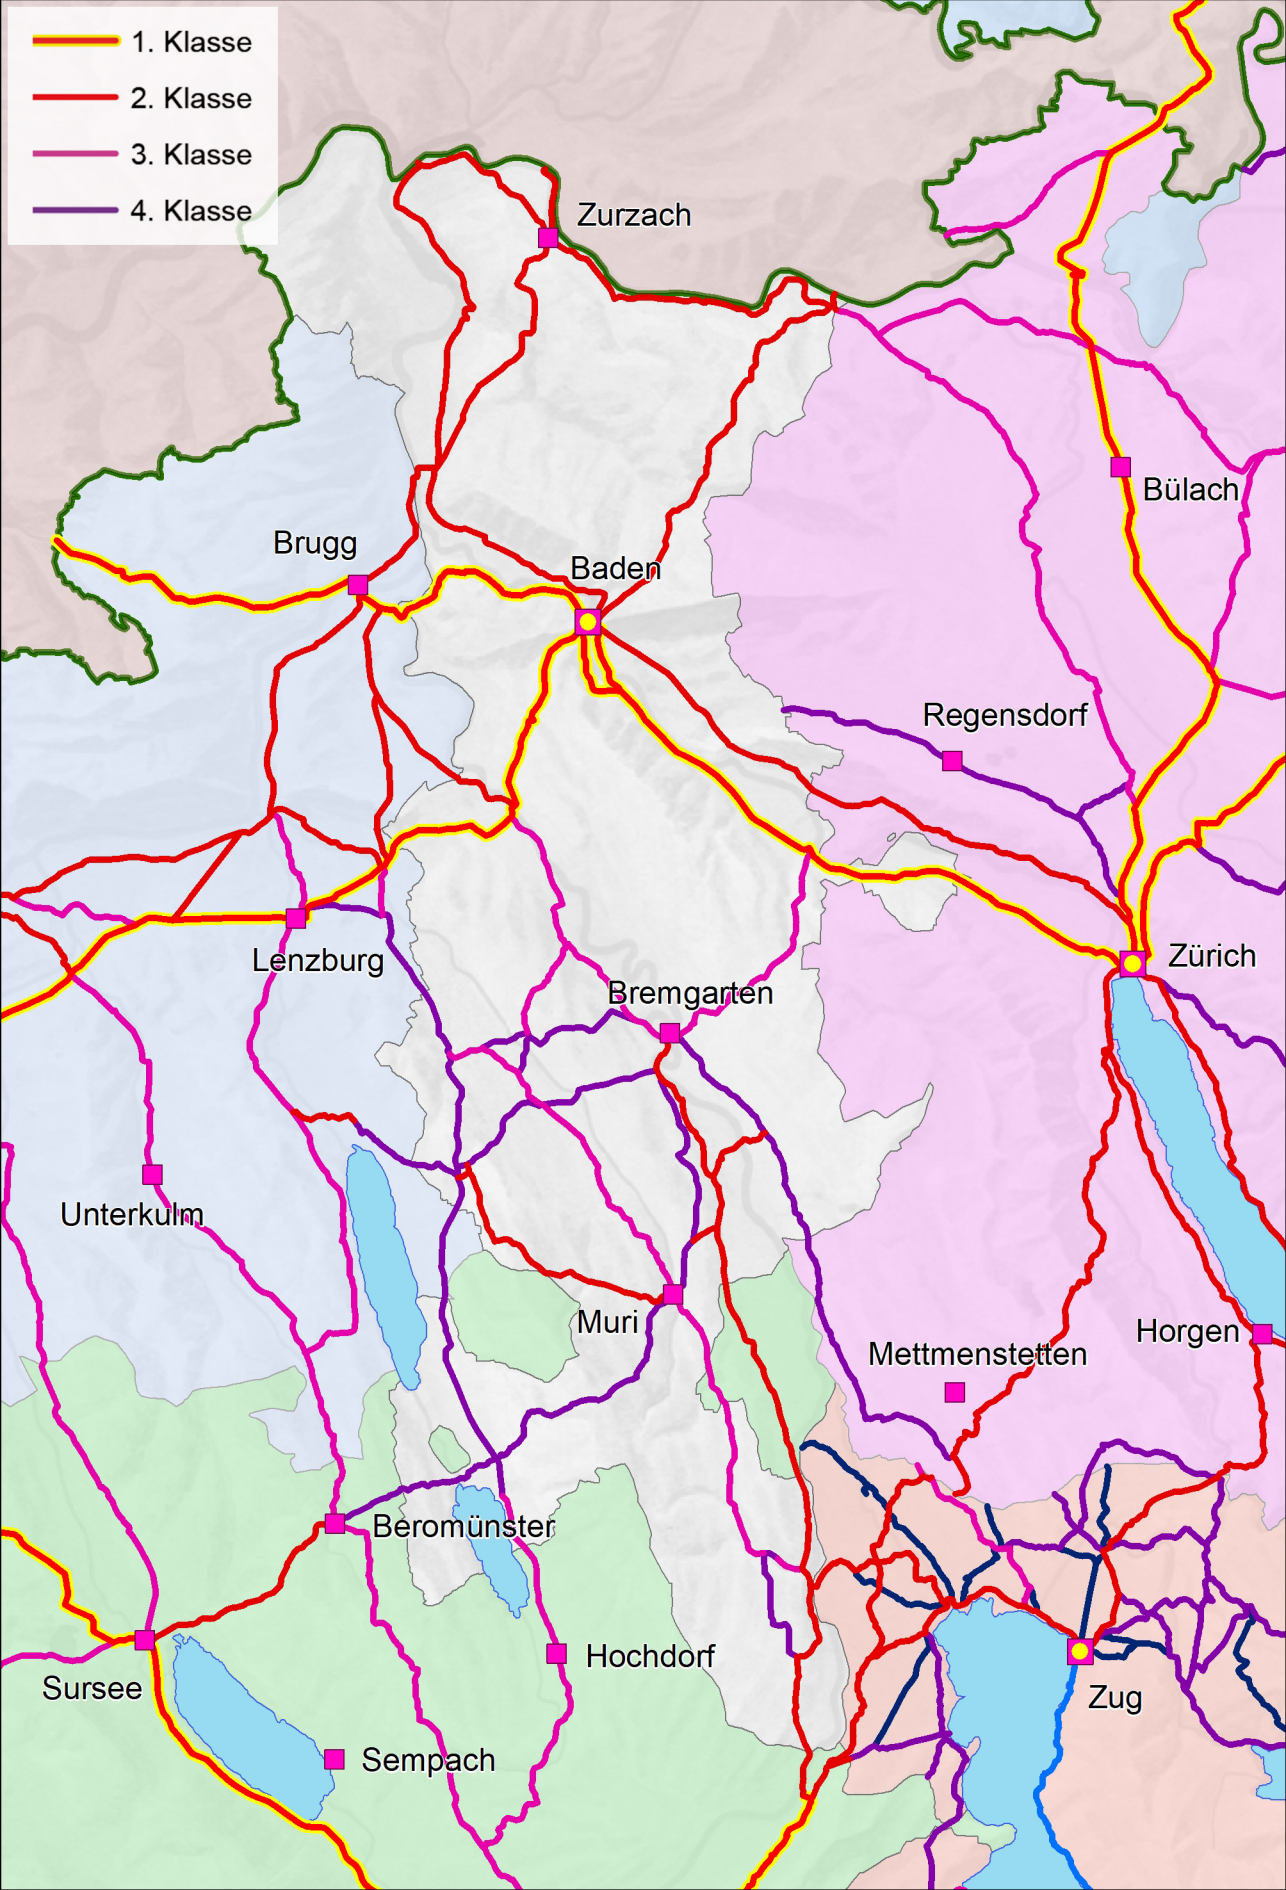 1. Klasse
2. Klasse
3. Klasse
4. Klasse
Zurzach
Bülach
Brugg
Baden
Regensdorf
Lenzburg
Zürich
Bremgarten
Unterkulm
Muri
Horgen
Mettmenstetten
Beromünster
Hochdorf
Sursee
Zug
Sempach